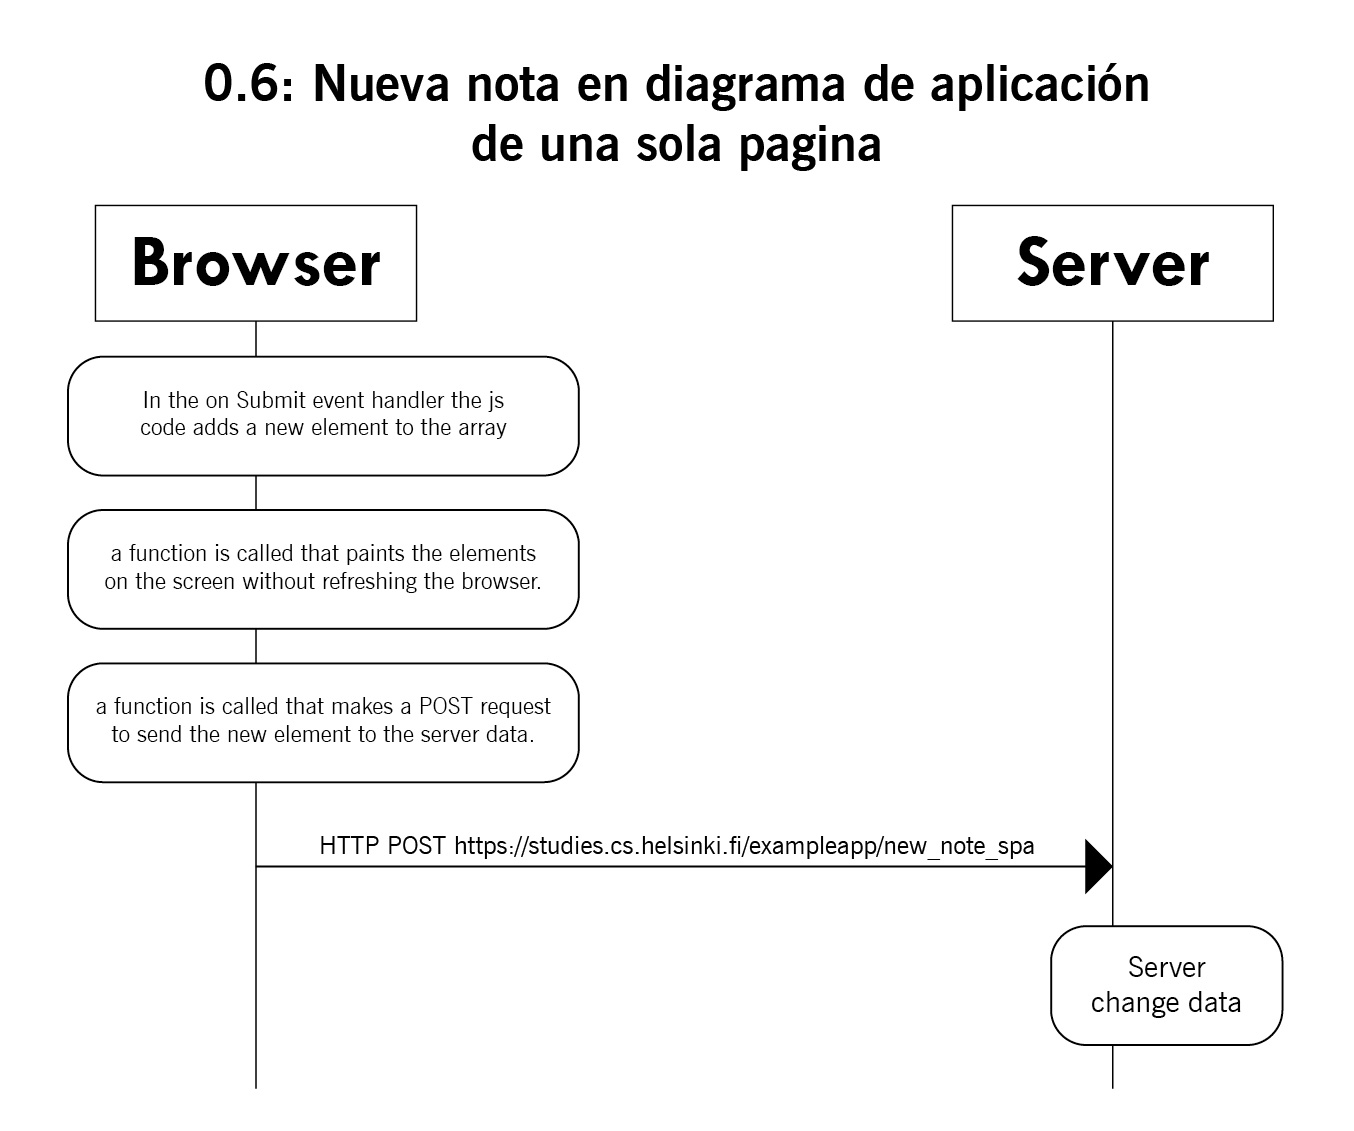 0.6: Nueva nota en diagrama de aplicación
de una sola pagina
Browser
Server
In the on Submit event handler the js
code adds a new element to the array
a function is called that paints the elements
on the screen without refreshing the browser.
a function is called that makes a POST request
to send the new element to the server data.
HTTP POST https://studies.cs.helsinki.fi/exampleapp/new_note_spa
Server
change data